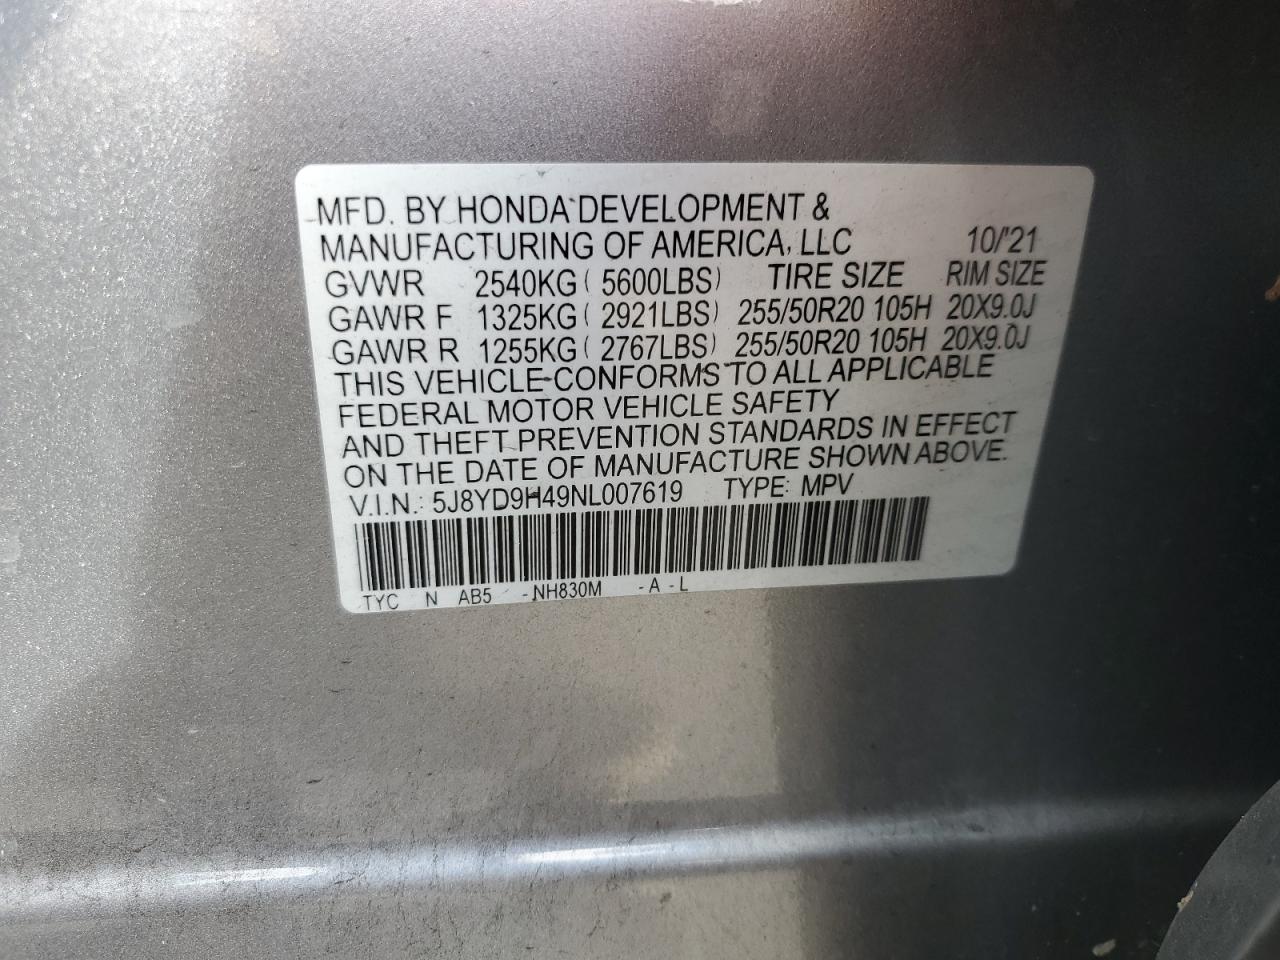 MFD. BY HONDA DEVELOPMENT &
MANUFACTURING OF AMERICA, LLC 10/'21
GVWR 2540KG ( 5600LBS) TIRE SIZE RIM SIZE
GAWR F 1325KG ( 2921LBS) 255/50R20 105H 20X9.0J
GAWR R 1255KG ( 2767LBS) 255/50R20 105H 20X9.0J
THIS VEHICLE CONFORMS TO ALL APPLICABLE
FEDERAL MOTOR VEHICLE SAFETY
AND THEFT PREVENTION STANDARDS IN EFFECT
ON THE DATE OF MANUFACTURE SHOWN ABOVE.
V.I.N.: 5J8YD9H49NL007619 TYPE: MPV
TYC N AB5 -NH830M -A-L